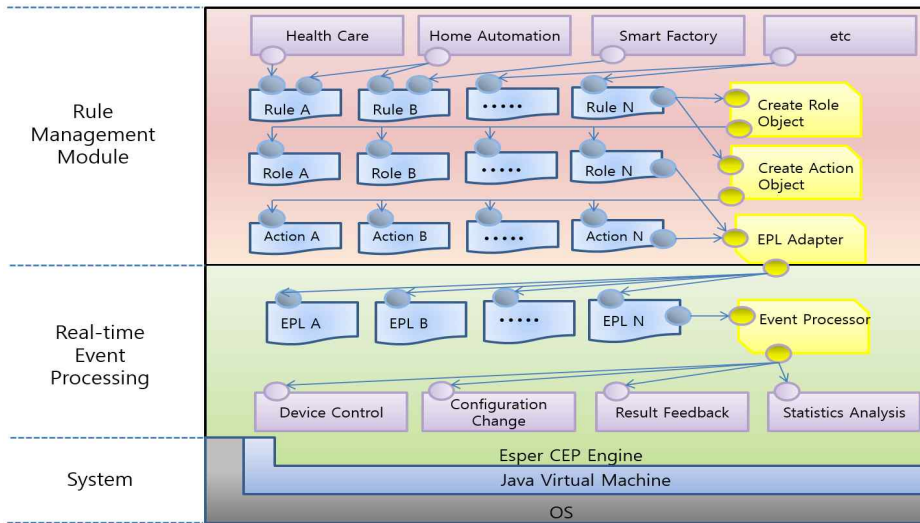 Health Care
Home Automation
Smart Factory
etc
Rule
Management
Module
Rule A
Rule B
.....
Rule N
Create Role
Object
Role A
Role B
.....
Role N
Create Action
Object
Action A
Action B
.....
Action N
EPL Adapter
Real-time
Event
Processing
EPL A
EPL B
.....
EPL N
Event Processor
Device Control
Configuration
Change
Result Feedback
Statistics Analysis
System
Esper CEP Engine
Java Virtual Machine
OS